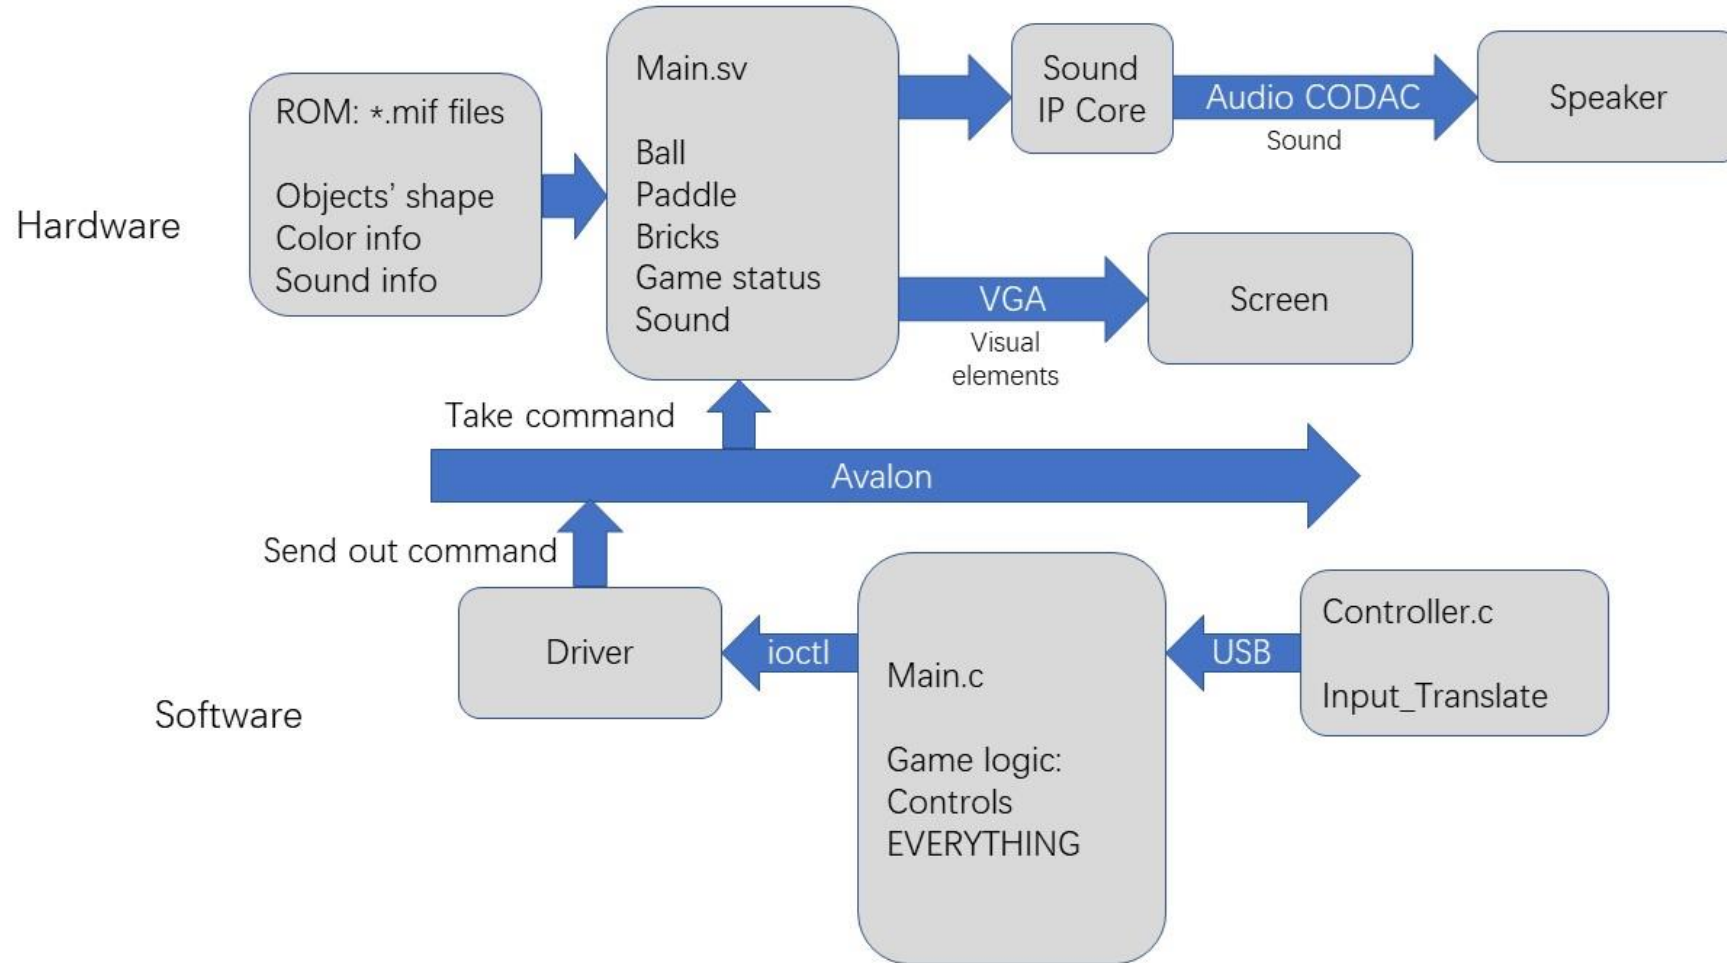 Hardware
ROM: *.mif files
Objects’ shape
Color info
Sound info
Main.sv
Ball
Paddle
Bricks
Game status
Sound
Sound
IP Core
Audio CODAC
Sound
Speaker
VGA
Visual
elements
Screen
Take command
Avalon
Send out command
Software
Driver
ioctl
Main.c
Game logic:
Controls
EVERYTHING
USB
Controller.c
Input_Translate